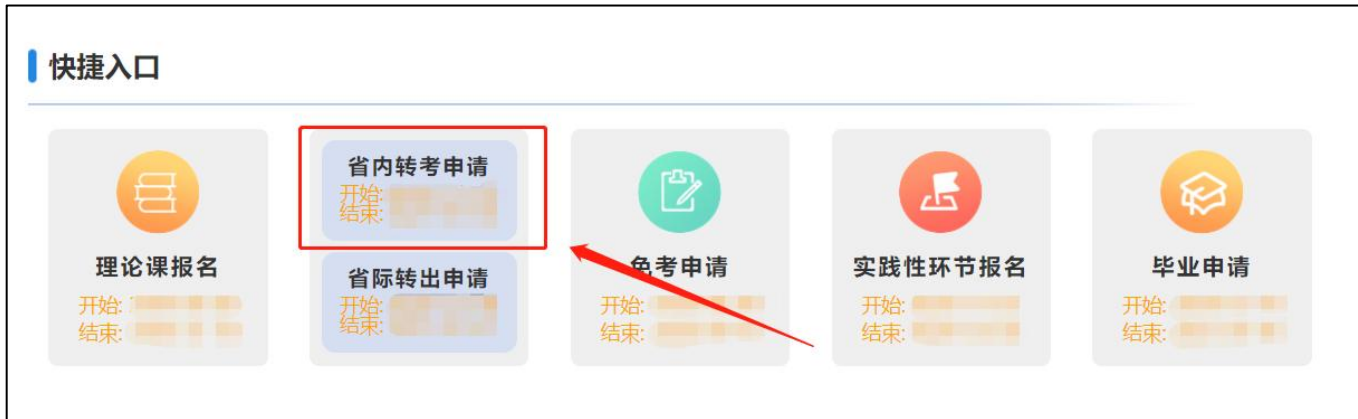 快捷入口
理论课报名
开始:
结束:
省内转考申请
开始:
结束:
省际转出申请
开始:
结束:
免考申请
开始:
结束:
实践性环节报名
开始:
结束:
毕业申请
开始:
结束: